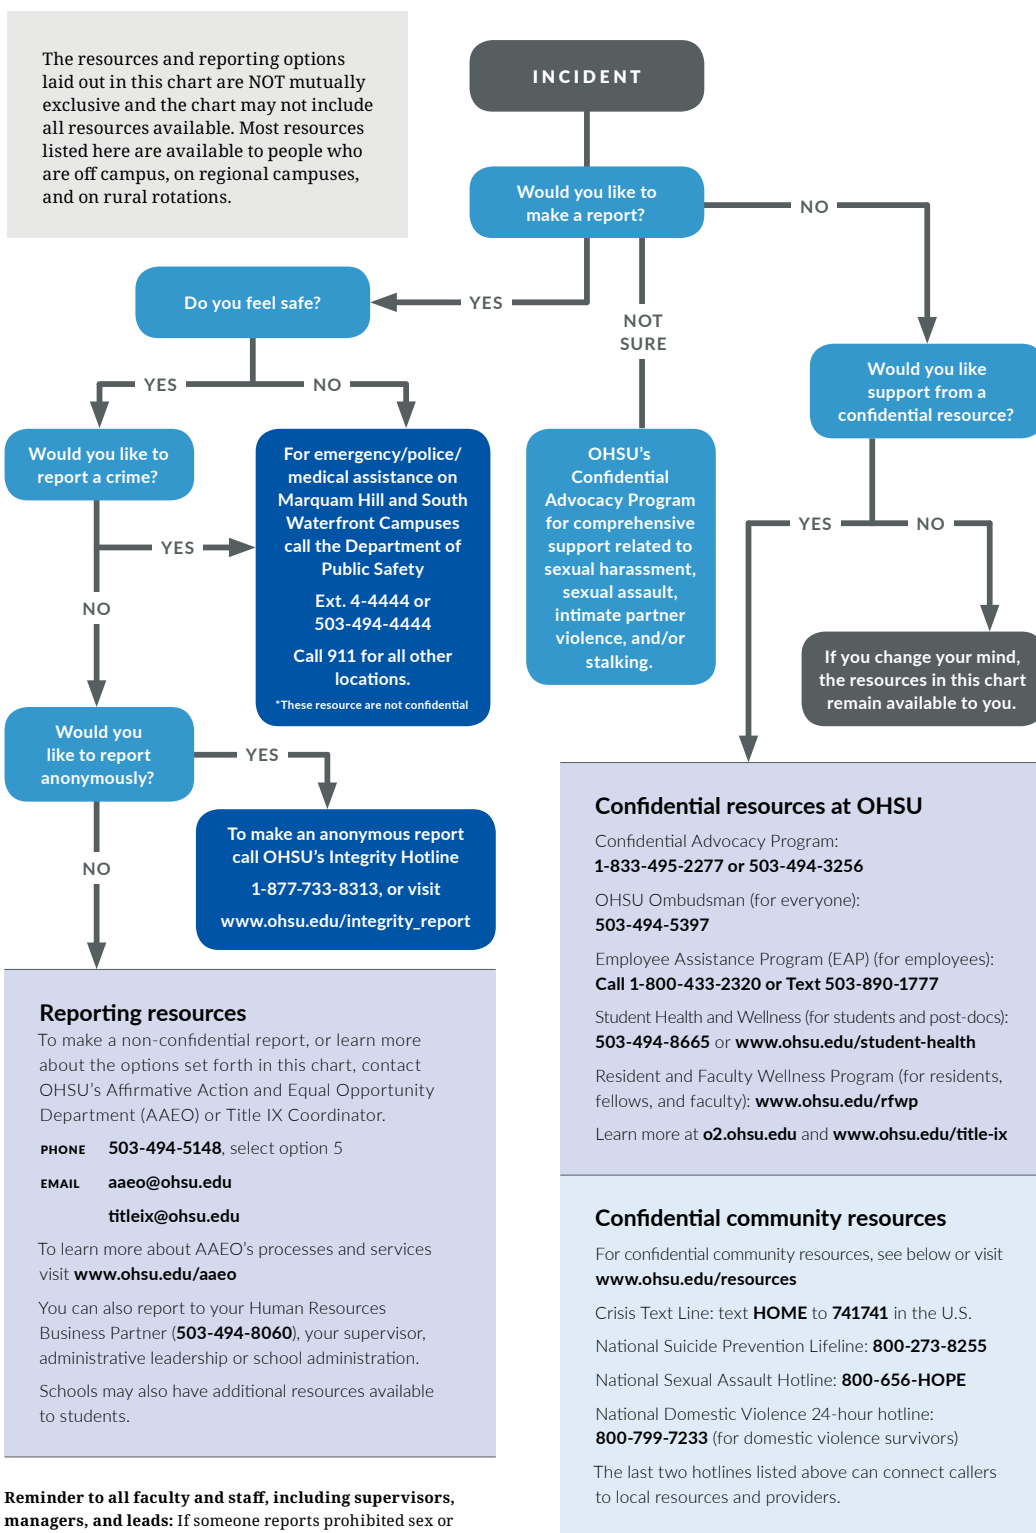 The resources and reporting options
laid out in this chart are NOT mutually
exclusive and the chart may not include
all resources available. Most resources
listed here are available to people who
are off campus, on regional campuses,
and on rural rotations.
INCIDENT
Would you like to
make a report?
NO
YES
NOT
SURE
Do you feel safe?
YES
NO
Would you like to
report a crime?
YES
NO
For emergency/police/
medical assistance on
Marquam Hill and South
Waterfront Campuses
call the Department of
Public Safety
Ext. 4-4444 or
503-494-4444
Call 911 for all other
locations.
*These resource are not confidential
OHSU's
Confidential
Advocacy Program
for comprehensive
support related to
sexual harassment,
sexual assault,
intimate partner
violence, and/or
stalking.
Would you like
support from a
confidential resource?
YES
NO
If you change your mind,
the resources in this chart
remain available to you.
Would you
like to report
anonymously?
YES
NO
To make an anonymous report
call OHSU's Integrity Hotline
1-877-733-8313, or visit
www.ohsu.edu/integrity_report
Reporting resources
To make a non-confidential report, or learn more
about the options set forth in this chart, contact
OHSU's Affirmative Action and Equal Opportunity
Department (AAEO) or Title IX Coordinator.
PHONE 503-494-5148, select option 5
EMAIL aaeo@ohsu.edu
titleix@ohsu.edu
To learn more about AAEO's processes and services
visit www.ohsu.edu/aaeo
You can also report to your Human Resources
Business Partner (503-494-8060), your supervisor,
administrative leadership or school administration.
Schools may also have additional resources available
to students.
Reminder to all faculty and staff, including supervisors,
managers, and leads: If someone reports prohibited sex or
Confidential resources at OHSU
Confidential Advocacy Program:
1-833-495-2277 or 503-494-3256
OHSU Ombudsman (for everyone):
503-494-5397
Employee Assistance Program (EAP) (for employees):
Call 1-800-433-2320 or Text 503-890-1777
Student Health and Wellness (for students and post-docs):
503-494-8665 or www.ohsu.edu/student-health
Resident and Faculty Wellness Program (for residents,
fellows, and faculty): www.ohsu.edu/rfwp
Learn more at o2.ohsu.edu and www.ohsu.edu/title-ix
Confidential community resources
For confidential community resources, see below or visit
www.ohsu.edu/resources
Crisis Text Line: text HOME to 741741 in the U.S.
National Suicide Prevention Lifeline: 800-273-8255
National Sexual Assault Hotline: 800-656-HOPE
National Domestic Violence 24-hour hotline:
800-799-7233 (for domestic violence survivors)
The last two hotlines listed above can connect callers
to local resources and providers.